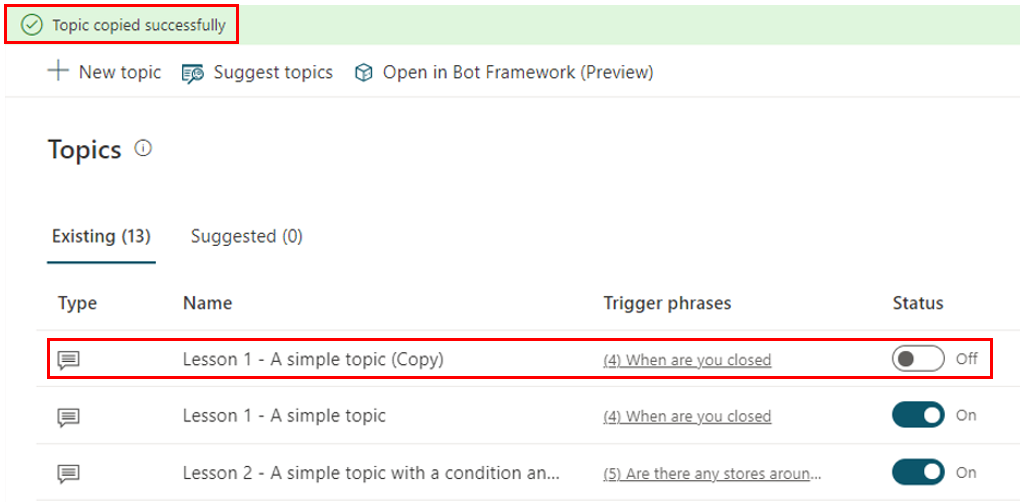 Topic copied successfully
New topic Suggest topics Open in Bot Framework (Preview)
Topics
Existing (13) Suggested (0)
Type Name Trigger phrases Status
Lesson 1 - A simple topic (Copy) (4) When are you closed Off
Lesson 1 - A simple topic (4) When are you closed On
Lesson 2 - A simple topic with a condition an... (5) Are there any stores aroun... On